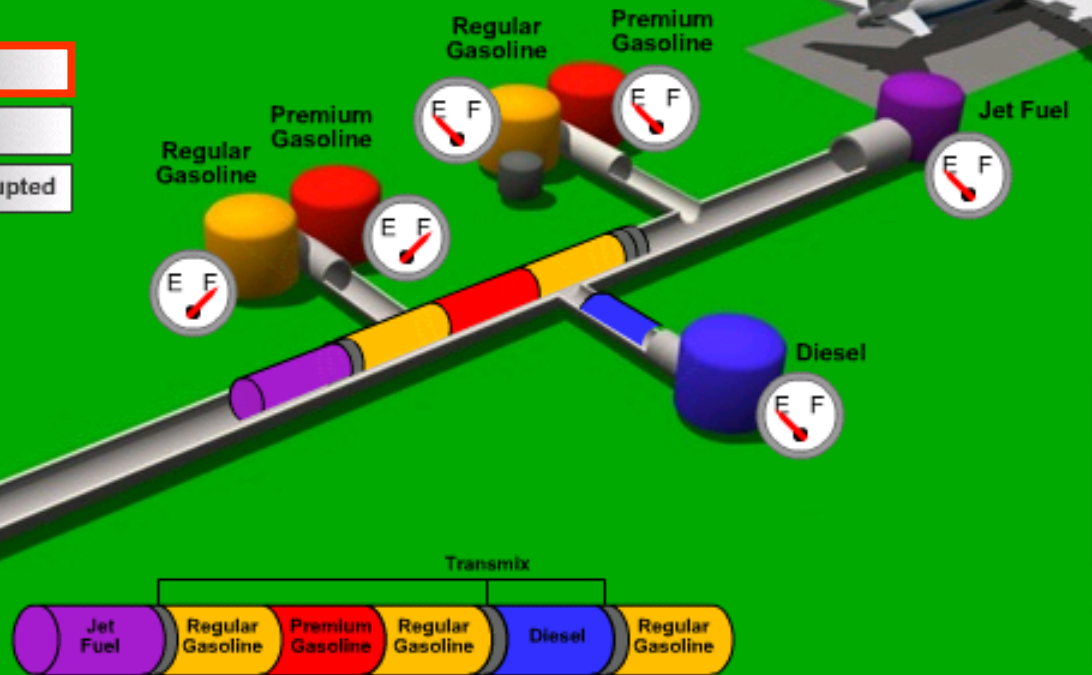 Regular
Gasoline
Premium
Gasoline
E F
E F
Jet Fuel
E F
Premium
Gasoline
Regular
Gasoline
E F
E F
upted
Diesel
E F
Transmix
Jet
Fuel
Regular
Gasoline
Premium
Gasoline
Regular
Gasoline
Diesel
Regular
Gasoline